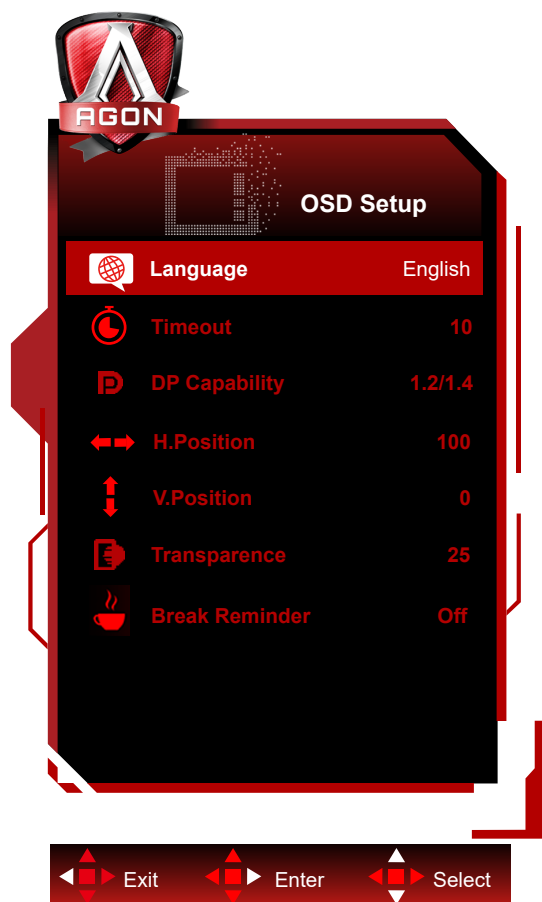 AGON
OSD Setup
Language English
Timeout 10
DP Capability 1.2/1.4
H.Position 100
V.Position 0
Transparence 25
Break Reminder Off
Exit Enter Select